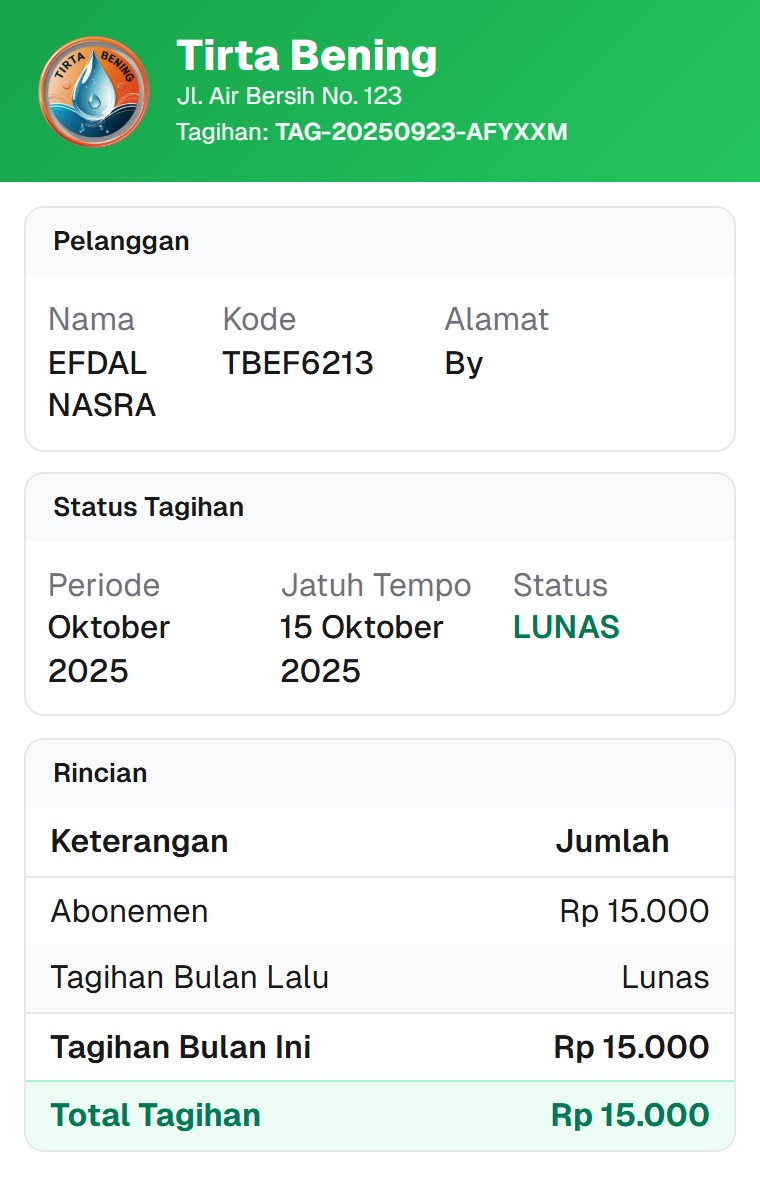 TIRTA BENING
Tirta Bening
Jl. Air Bersih No. 123
Tagihan: TAG-20250923-AFYXXM
Pelanggan
Nama Kode Alamat
EFDAL TBEF6213 By
NASRA
Status Tagihan
Periode Jatuh Tempo Status
Oktober 15 Oktober LUNAS
2025 2025
Rincian
Keterangan Jumlah
Abonemen Rp 15.000
Tagihan Bulan Lalu Lunas
Tagihan Bulan Ini Rp 15.000
Total Tagihan Rp 15.000